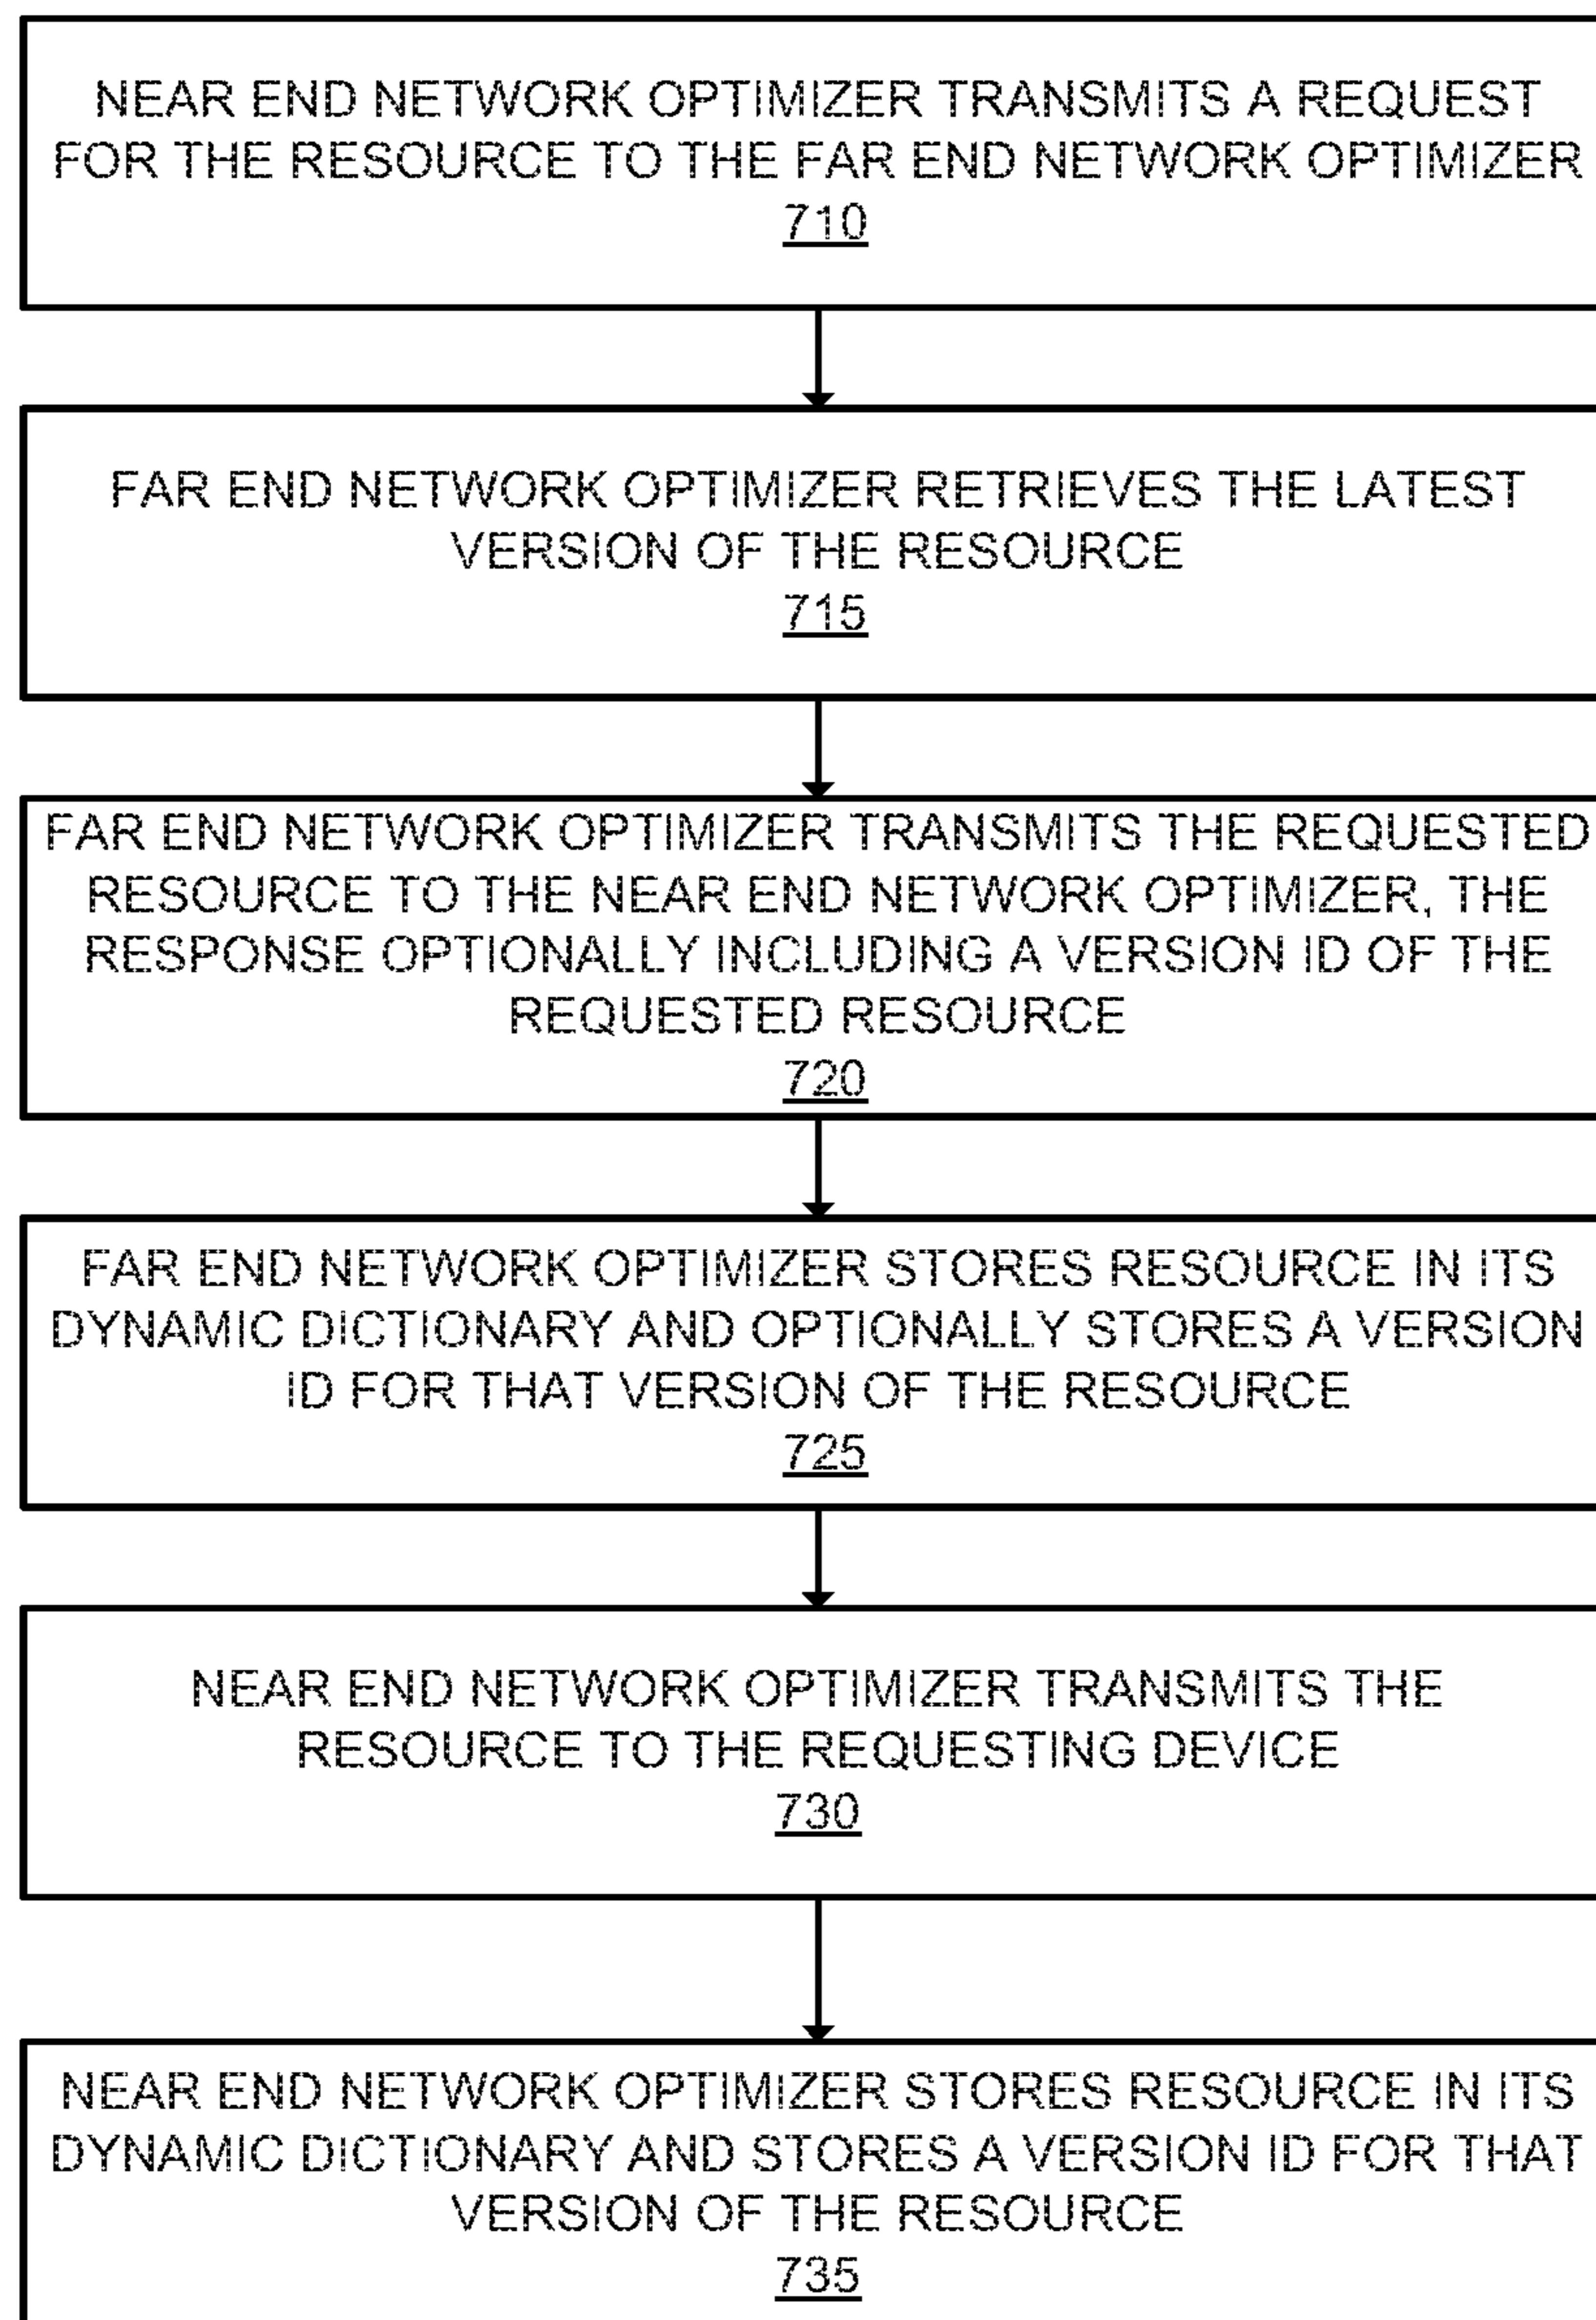 NEAR END NETWORK OPTIMIZER TRANSMITS A REQUEST
FOR THE RESOURCE TO THE FAR END NETWORK OPTIMIZER
710
FAR END NETWORK OPTIMIZER RETRIEVES THE LATEST
VERSION OF THE RESOURCE
715
FAR END NETWORK OPTIMIZER TRANSMITS THE REQUESTED
RESOURCE TO THE NEAR END NETWORK OPTIMIZER, THE
RESPONSE OPTIONALLY INCLUDING A VERSION ID OF THE
REQUESTED RESOURCE
720
FAR END NETWORK OPTIMIZER STORES RESOURCE IN ITS
DYNAMIC DICTIONARY AND OPTIONALLY STORES A VERSION
ID FOR THAT VERSION OF THE RESOURCE
725
NEAR END NETWORK OPTIMIZER TRANSMITS THE
RESOURCE TO THE REQUESTING DEVICE
730
NEAR END NETWORK OPTIMIZER STORES RESOURCE IN ITS
DYNAMIC DICTIONARY AND STORES A VERSION ID FOR THAT
VERSION OF THE RESOURCE
735